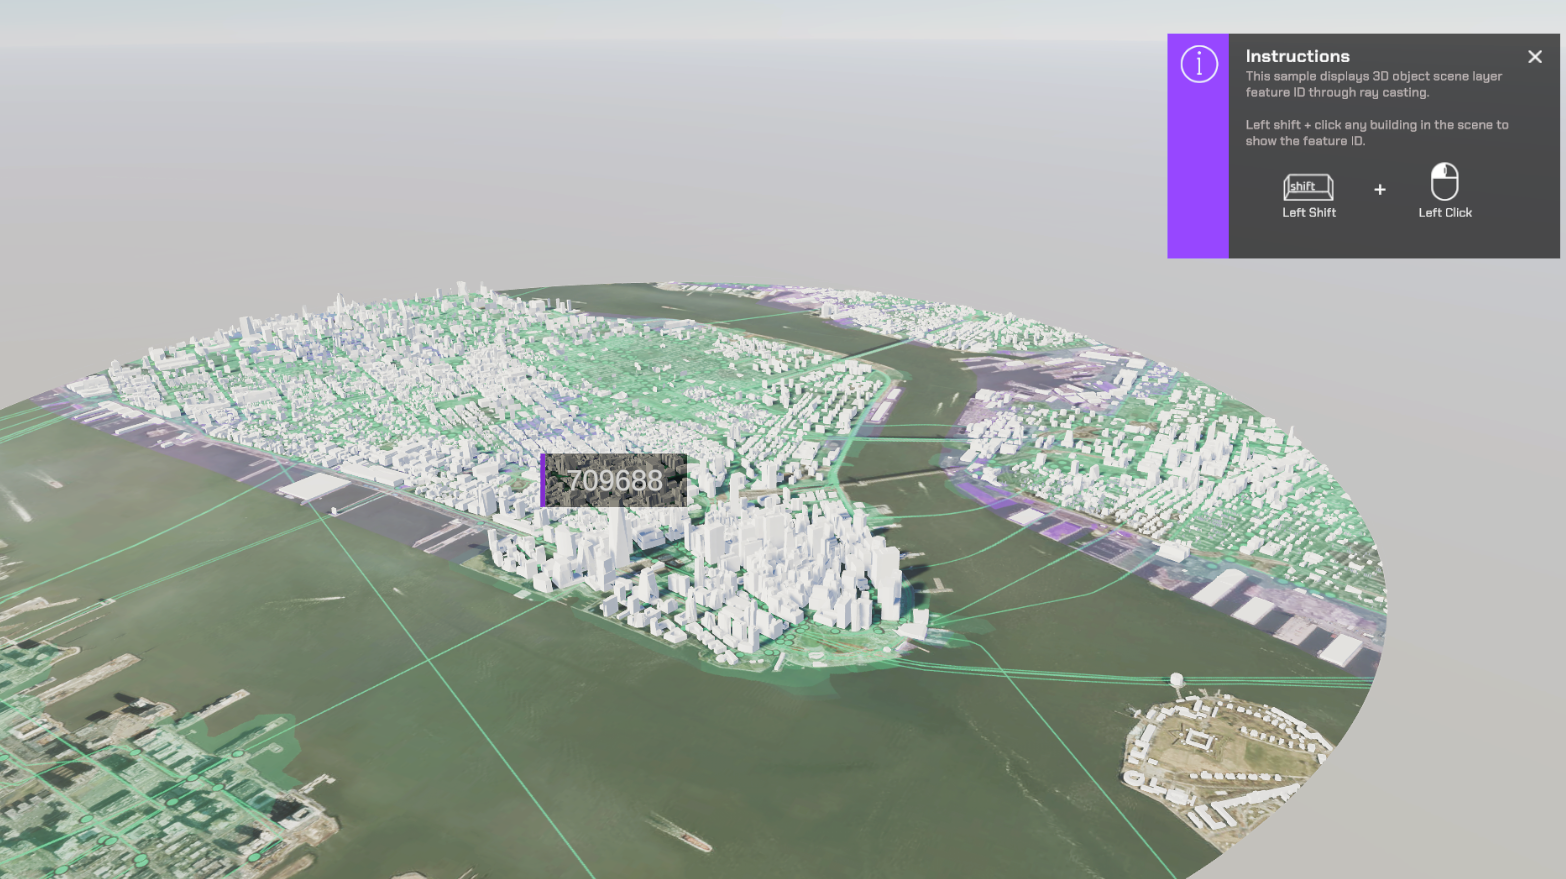 Instructions
This sample displays 3D object scene layer
feature ID through ray casting.
Left shift + click any building in the scene to
show the feature ID.
shift
+
Left Shift
Left Click
709688